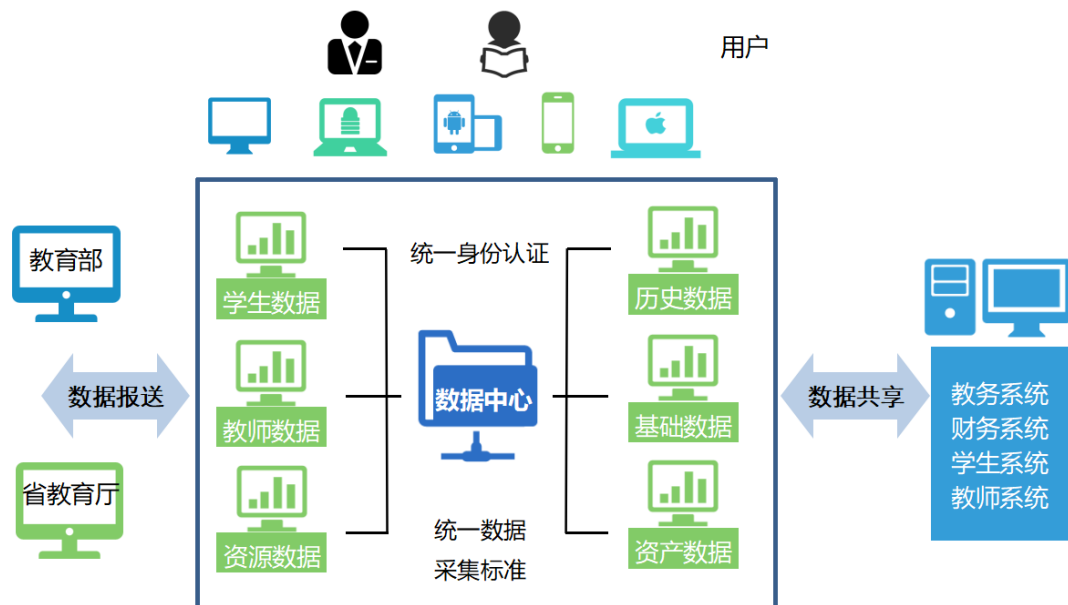 用户
教育部
数据报送
省教育厅
统一身份认证
学生数据
教师数据
资源数据
数据中心
统一数据
采集标准
历史数据
基础数据
资产数据
数据共享
教务系统
财务系统
学生系统
教师系统